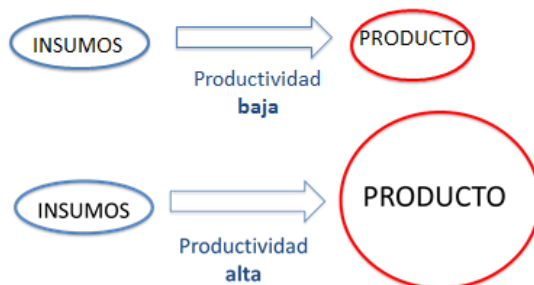 INSUMOS
PRODUCTO
Productividad
baja
INSUMOS
PRODUCTO
Productividad
alta